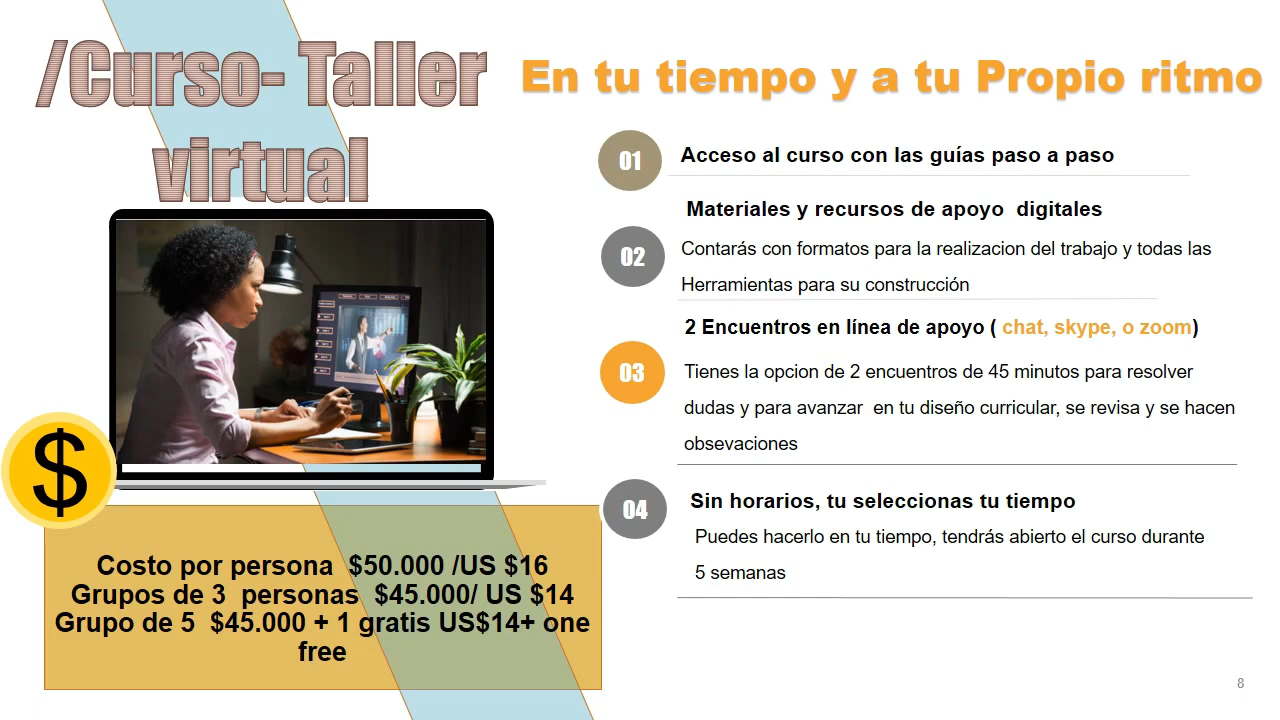 /Curso- Taller
virtual
En tu tiempo y a tu Propio ritmo
01
Acceso al curso con las guías paso a paso
Materiales y recursos de apoyo digitales
02
Contarás con formatos para la realizacion del trabajo y todas las
Herramientas para su construcción
2 Encuentros en línea de apoyo ( chat, skype, o zoom)
03
Tienes la opcion de 2 encuentros de 45 minutos para resolver
dudas y para avanzar en tu diseño curricular, se revisa y se hacen
obsevaciones
04
Sin horarios, tu seleccionas tu tiempo
Puedes hacerlo en tu tiempo, tendrás abierto el curso durante
5 semanas
$
Costo por persona $50.000 /US $16
Grupos de 3 personas $45.000/ US $14
Grupo de 5 $45.000 + 1 gratis US$14+ one
free
8